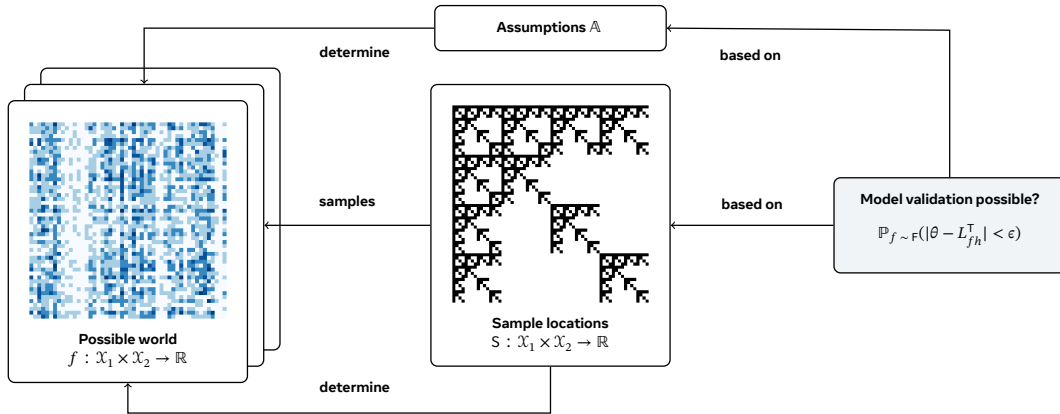 Assumptions 𝔸
determine
based on
samples
based on
Model validation possible?
ℙ_{f ∼ F}(|θ − L^T_{fh}| < ϵ)
Possible world
f : 𝒳₁ × 𝒳₂ → ℝ
Sample locations
S : 𝒳₁ × 𝒳₂ → ℝ
determine